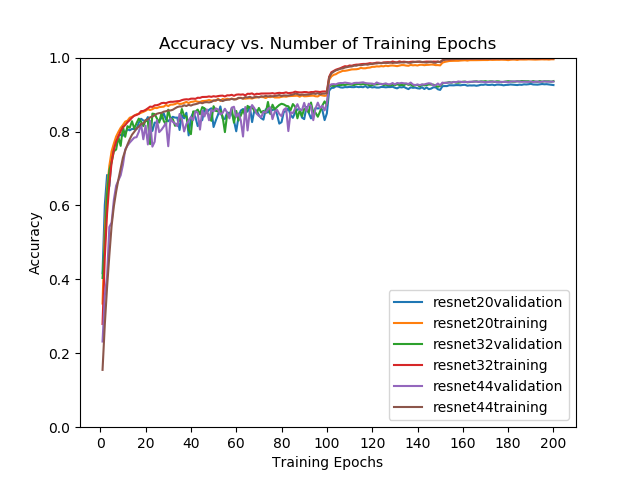 Accuracy vs. Number of Training Epochs
1.0
0.8
0.6
0.4
0.2
0.0
Accuracy
0 20 40 60 80 100 120 140 160 180 200
Training Epochs
resnet20validation
resnet20training
resnet32validation
resnet32training
resnet44validation
resnet44training